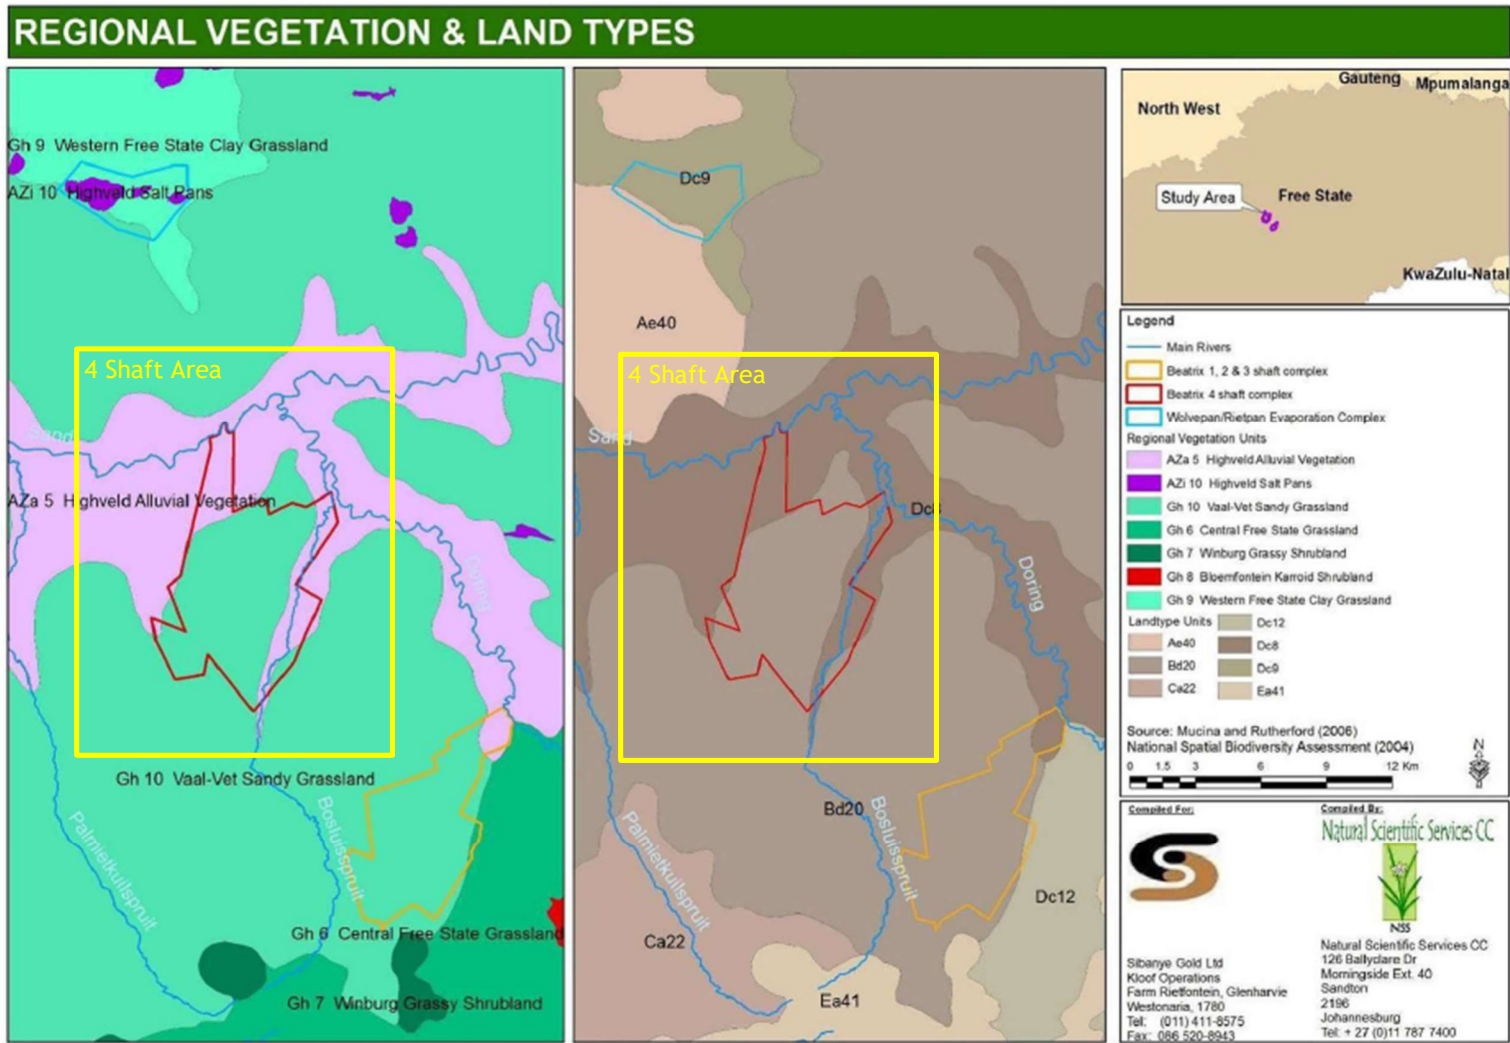 REGIONAL VEGETATION & LAND TYPES
Gh 9 Western Free State Clay Grassland
AZi 10 Highveld Salt Pans
4 Shaft Area
Sand
AZa 5 Highveld Alluvial Vegetation
Doring
Gh 10 Vaal-Vet Sandy Grassland
Palmietkuilspruit
Bosluisspruit
Gh 6 Central Free State Grassland
Gh 7 Winburg Grassy Shrubland
Dc9
Ae40
4 Shaft Area
Sand
Dc8
Doring
Bd20
Palmietkuilspruit
Bosluisspruit
Dc12
Ca22
Ea41
Gauteng
Mpumalanga
North West
Study Area
Free State
KwaZulu-Natal
Legend
Main Rivers
Beatrix 1, 2 & 3 shaft complex
Beatrix 4 shaft complex
Wolvepan/Rietpan Evaporation Complex
Regional Vegetation Units
AZa 5 Highveld Alluvial Vegetation
AZi 10 Highveld Salt Pans
Gh 10 Vaal-Vet Sandy Grassland
Gh 6 Central Free State Grassland
Gh 7 Winburg Grassy Shrubland
Gh 8 Bloemfontein Karroid Shrubland
Gh 9 Western Free State Clay Grassland
Landtype Units
Ae40
Bd20
Ca22
Dc12
Dc8
Dc9
Ea41
Source: Mucina and Rutherford (2006)
National Spatial Biodiversity Assessment (2004)
0 1.5 3 6 9 12 Km
N
Compiled For:
Sibanye Gold Ltd
Kloof Operations
Farm Rietfontein, Glenharvie
Westonaria, 1780
Tel: (011) 411-8575
Fax: 086 520-8943
Compiled By:
Natural Scientific Services CC
NSS
Natural Scientific Services CC
126 Ballyclare Dr
Morningside Ext. 40
Sandton
2196
Johannesburg
Tel: + 27 (0)11 787 7400